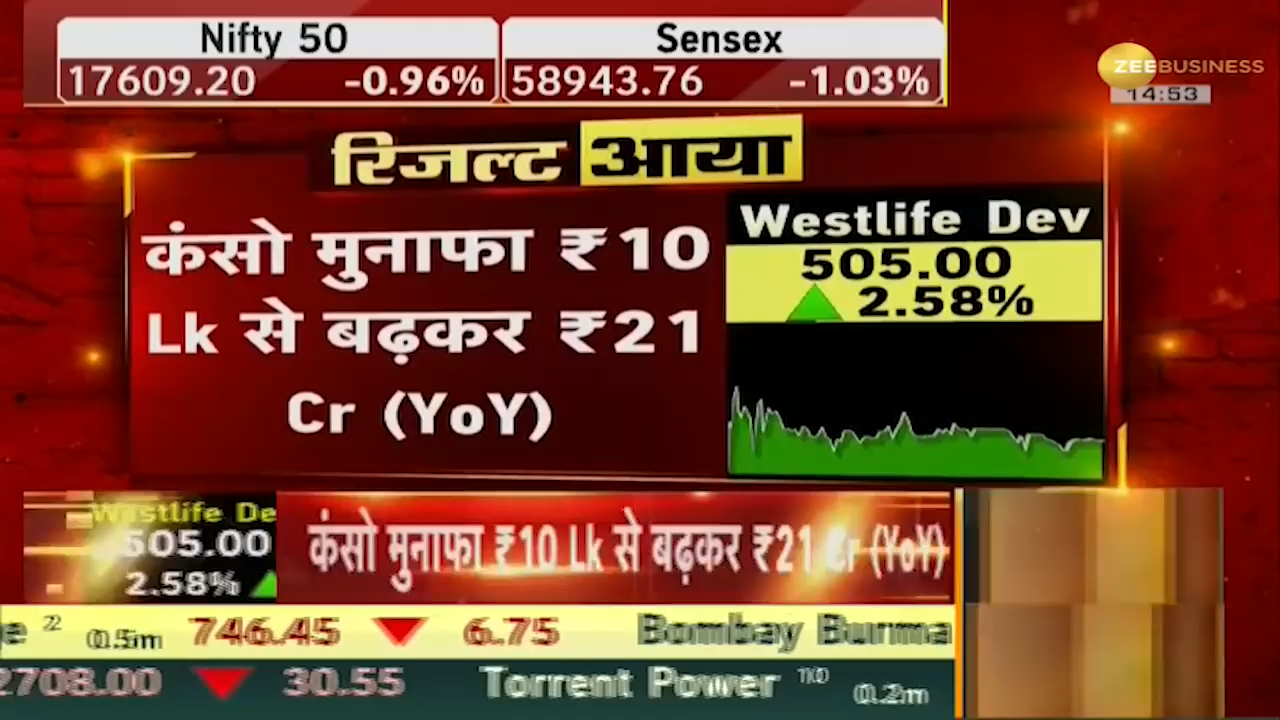 Nifty 50
Sensex
17609.20 -0.96%
58943.76 -1.03%
ZEEBUSINESS
14:53
रिजल्ट आया
कंसो मुनाफा ₹10
Lk से बढ़कर ₹21
Cr (YoY)
Westlife Dev
505.00
2.58%
Westlife De
505.00
2.58%
कंसो मुनाफा ₹10 Lk से बढ़कर ₹21 Cr (YoY)
0.5m 746.45 6.75 Bombay Burma
2708.00 30.55 Torrent Power 0.2m